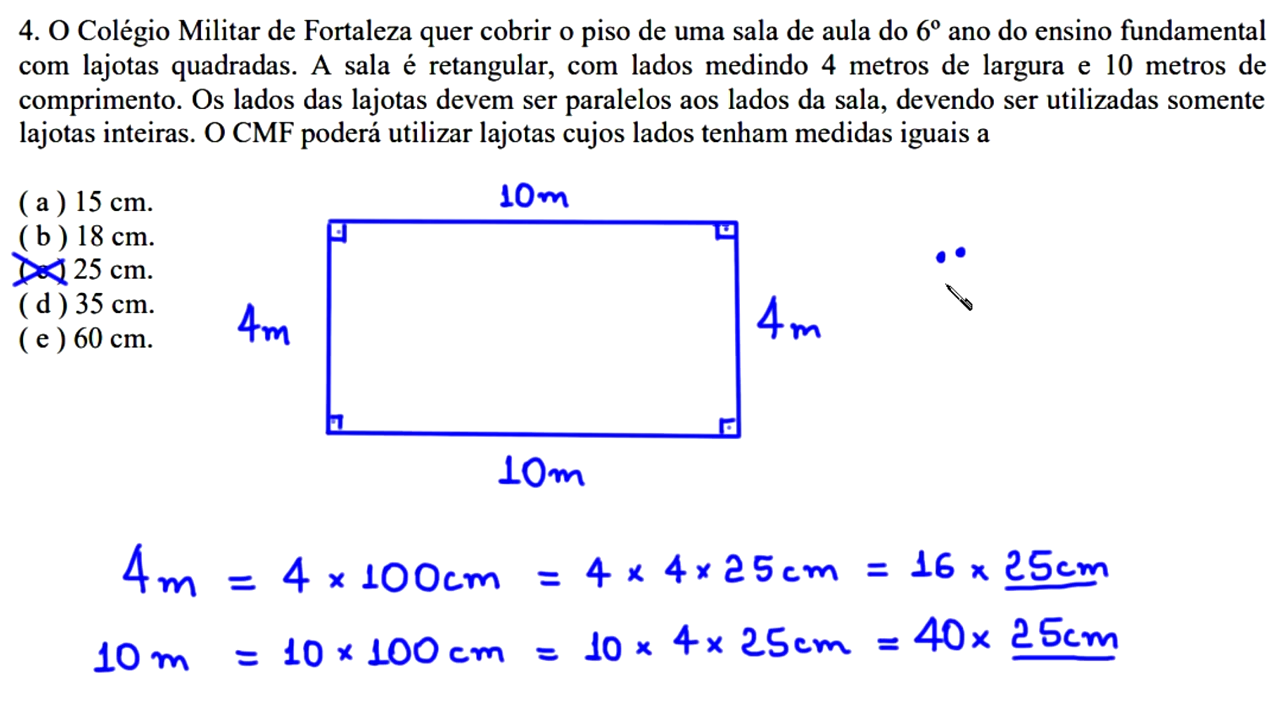 4. O Colégio Militar de Fortaleza quer cobrir o piso de uma sala de aula do 6º ano do ensino fundamental
com lajotas quadradas. A sala é retangular, com lados medindo 4 metros de largura e 10 metros de
comprimento. Os lados das lajotas devem ser paralelos aos lados da sala, devendo ser utilizadas somente
lajotas inteiras. O CMF poderá utilizar lajotas cujos lados tenham medidas iguais a
( a ) 15 cm.
( b ) 18 cm.
( c ) 25 cm.
( d ) 35 cm.
( e ) 60 cm.
10m
4m
4m
10m
4m = 4 × 100cm = 4 × 4 × 25cm = 16 × 25cm
10m = 10 × 100cm = 10 × 4 × 25cm = 40 × 25cm